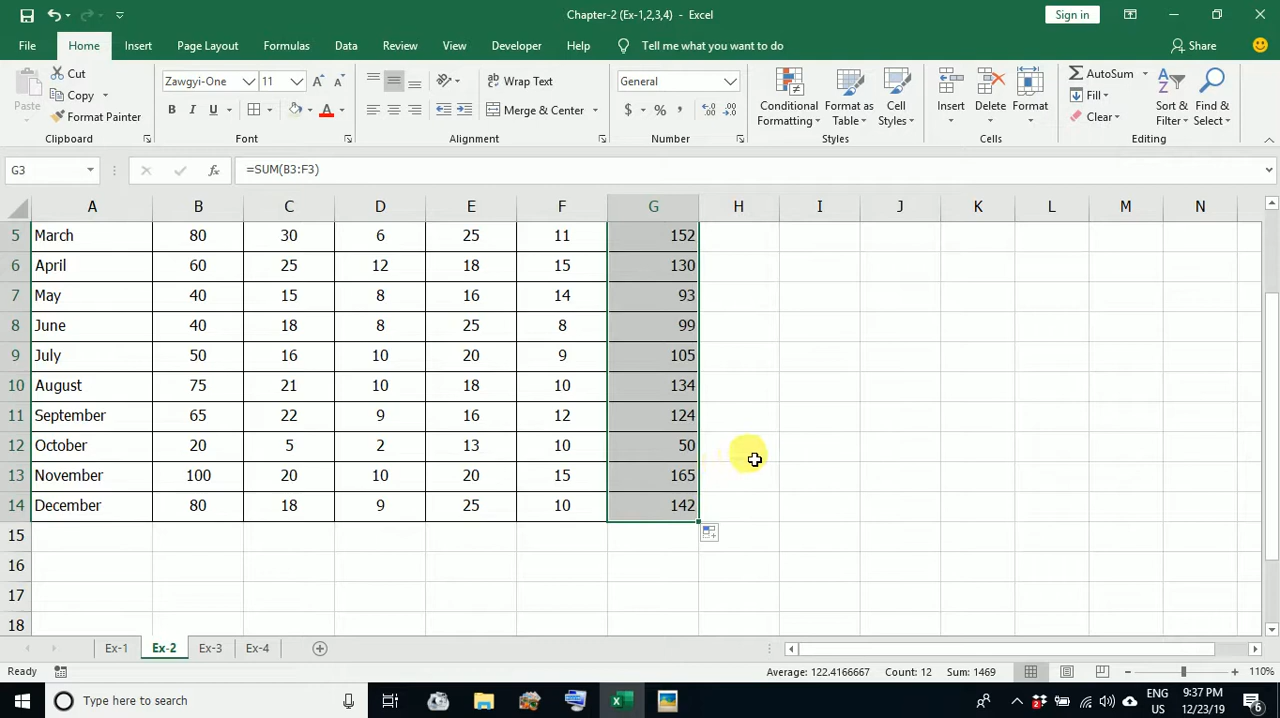 Chapter-2 (Ex-1,2,3,4) - Excel
Sign in
File Home Insert Page Layout Formulas Data Review View Developer Help Tell me what you want to do Share
Paste
Cut
Copy
Format Painter
Clipboard
Zawgyi-One 11
B I U
Font
Wrap Text
Merge & Center
Alignment
General
$ % ,
Number
Conditional Formatting
Format as Table
Cell Styles
Styles
Insert
Delete
Format
Cells
AutoSum
Fill
Clear
Sort & Filter
Find & Select
Editing
G3 fx =SUM(B3:F3)
A B C D E F G H I J K L M N
5 March 80 30 6 25 11 152
6 April 60 25 12 18 15 130
7 May 40 15 8 16 14 93
8 June 40 18 8 25 8 99
9 July 50 16 10 20 9 105
10 August 75 21 10 18 10 134
11 September 65 22 9 16 12 124
12 October 20 5 2 13 10 50
13 November 100 20 10 20 15 165
14 December 80 18 9 25 10 142
15
16
17
18
Ex-1 Ex-2 Ex-3 Ex-4
Ready Average: 122.4166667 Count: 12 Sum: 1469 110%
Type here to search
ENG
US
9:37 PM
12/23/19
6